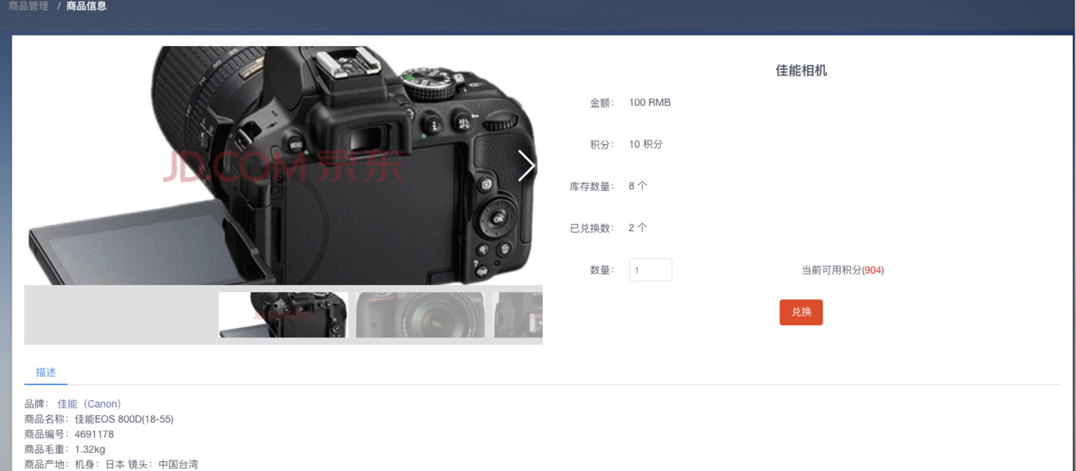 商品管理 / 商品信息
JD.COM 京东
佳能相机
金额： 100 RMB
积分： 10 积分
库存数量： 8 个
已兑换数： 2 个
数量： 1 当前可用积分(904)
兑换
描述
品牌： 佳能（Canon）
商品名称：佳能EOS 800D(18-55)
商品编号：4691178
商品毛重：1.32kg
商品产地：机身：日本 镜头：中国台湾